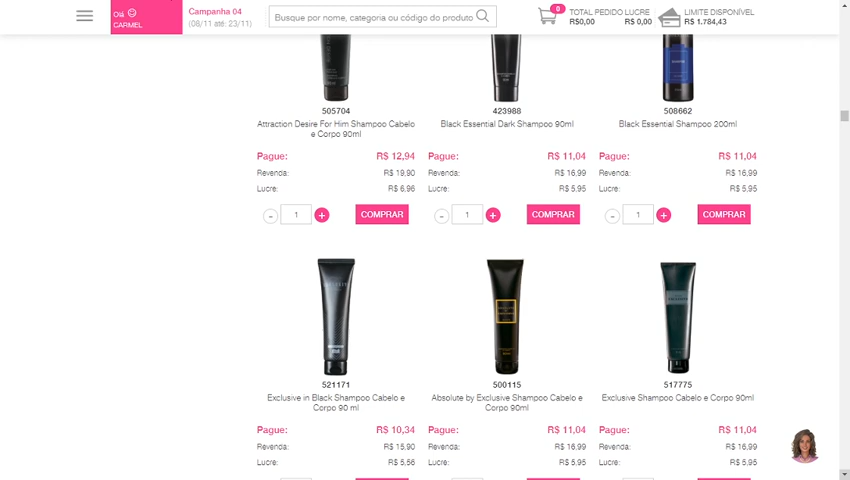 Olá
CARMEL
Campanha 04
(08/11 até: 23/11)
Busque por nome, categoria ou código do produto
0
TOTAL PEDIDO LUCRE
R$0,00 R$ 0,00
LIMITE DISPONÍVEL
R$ 1.784,43
505704 423988 508662
Attraction Desire For Him Shampoo Cabelo
e Corpo 90ml
Black Essential Dark Shampoo 90ml
Black Essential Shampoo 200ml
Pague: R$ 12,94 Pague: R$ 11,04 Pague: R$ 11,04
Revenda: R$ 19,90 Revenda: R$ 16,99 Revenda: R$ 16,99
Lucre: R$ 6,96 Lucre: R$ 5,95 Lucre: R$ 5,95
- 1 + COMPRAR - 1 + COMPRAR - 1 + COMPRAR
521171 500115 517775
Exclusive in Black Shampoo Cabelo e
Corpo 90 ml
Absolute by Exclusive Shampoo Cabelo e
Corpo 90ml
Exclusive Shampoo Cabelo e Corpo 90ml
Pague: R$ 10,34 Pague: R$ 11,04 Pague: R$ 11,04
Revenda: R$ 15,90 Revenda: R$ 16,99 Revenda: R$ 16,99
Lucre: R$ 5,56 Lucre: R$ 5,95 Lucre: R$ 5,95